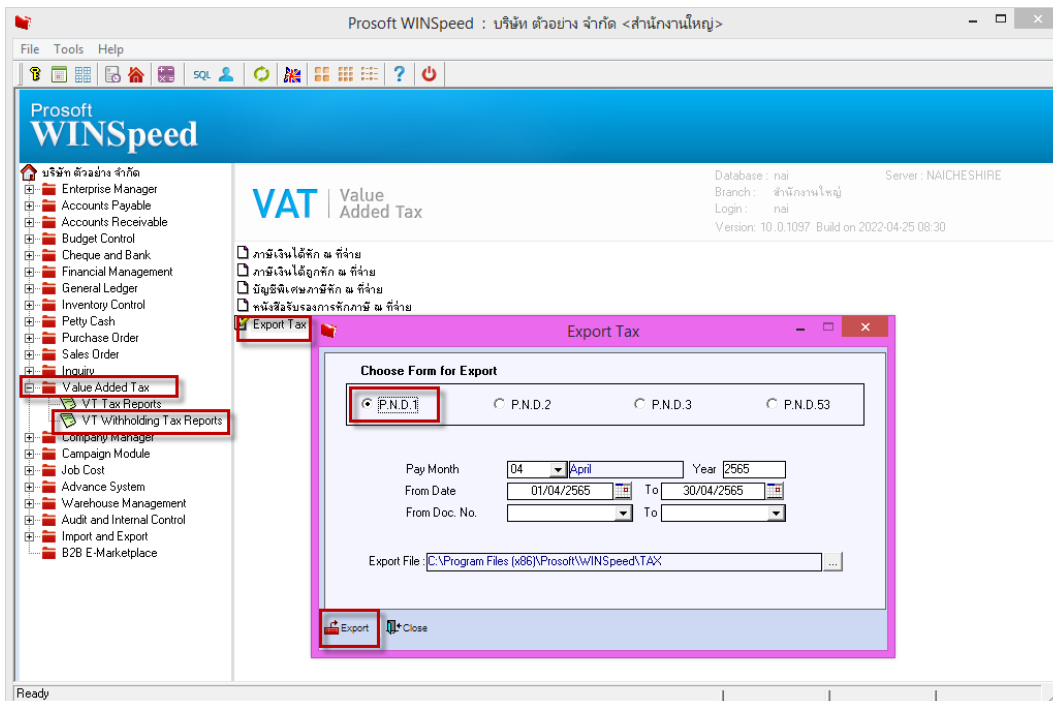 Prosoft WINSpeed : บริษัท ตัวอย่าง จำกัด <สำนักงานใหญ่>
File Tools Help
SQL
Prosoft
WINSpeed
บริษัท ตัวอย่าง จำกัด
Enterprise Manager
Accounts Payable
Accounts Receivable
Budget Control
Cheque and Bank
Financial Management
General Ledger
Inventory Control
Petty Cash
Purchase Order
Sales Order
Inquiry
Value Added Tax
VT Tax Reports
VT Withholding Tax Reports
Company Manager
Campaign Module
Job Cost
Advance System
Warehouse Management
Audit and Internal Control
Import and Export
B2B E-Marketplace
VAT Value
Added Tax
Database : nai Server : NAICHESHIRE
Branch : สำนักงานใหญ่
Login : nai
Version: 10.0.1097 Build on 2022-04-25 08:30
ภาษีเงินได้หัก ณ ที่จ่าย
ภาษีเงินได้ถูกหัก ณ ที่จ่าย
บัญชีพิเศษภาษีหัก ณ ที่จ่าย
หนังสือรับรองการหักภาษี ณ ที่จ่าย
Export Tax
Export Tax
Choose Form for Export
P.N.D.1 P.N.D.2 P.N.D.3 P.N.D.53
Pay Month 04 April Year 2565
From Date 01/04/2565 To 30/04/2565
From Doc. No. To
Export File : C:\Program Files (x86)\Prosoft\WINSpeed\TAX ...
Export Close
Ready